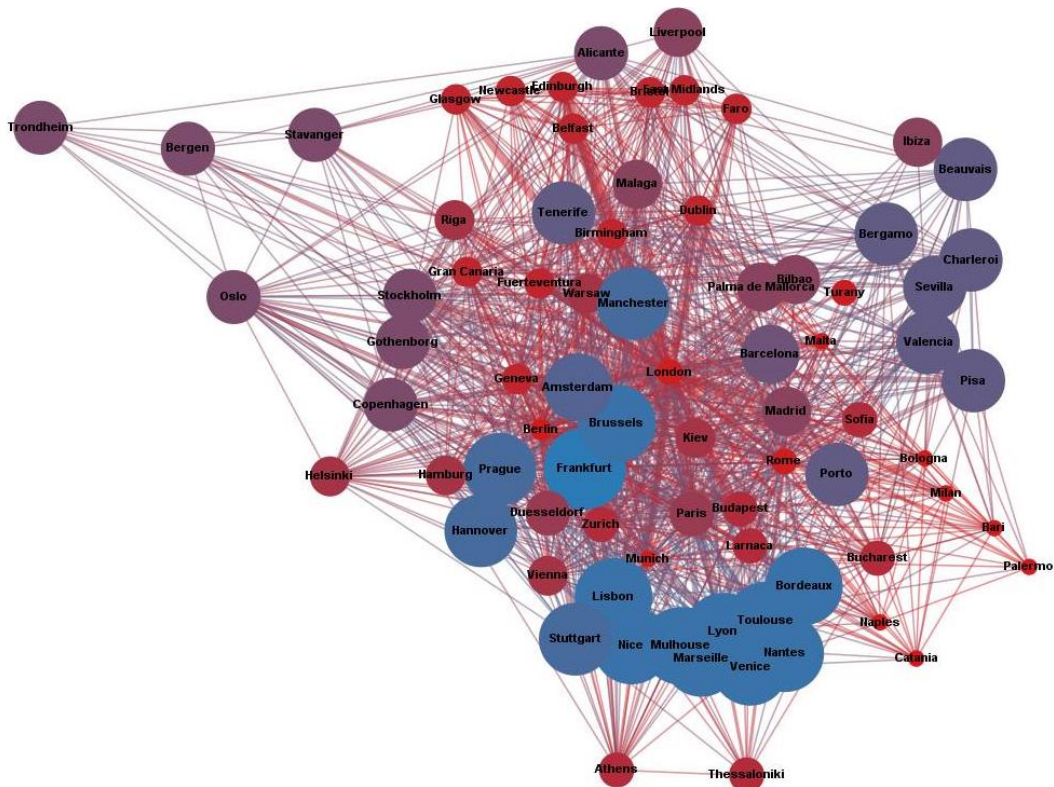 Liverpool
Alicante
Edinburgh
Newcastle
Bristol
East Midlands
Glasgow
Faro
Trondheim
Belfast
Stavanger
Ibiza
Bergen
Beauvais
Malaga
Tenerife
Dublin
Riga
Birmingham
Bergamo
Charleroi
Gran Canaria
Fuerteventura
Bilbao
Palma de Mallorca
Sevilla
Oslo
Stockholm
Warsaw
Turany
Manchester
Gothenborg
Malta
Valencia
Barcelona
London
Geneva
Pisa
Amsterdam
Copenhagen
Madrid
Sofia
Brussels
Berlin
Kiev
Rome
Bologna
Helsinki
Hamburg
Prague
Frankfurt
Porto
Milan
Duesseldorf
Paris
Budapest
Zurich
Bari
Hannover
Larnaca
Munich
Bucharest
Palermo
Vienna
Bordeaux
Lisbon
Toulouse
Naples
Lyon
Stuttgart
Nice
Mulhouse
Nantes
Marseille
Catania
Venice
Athens
Thessaloniki